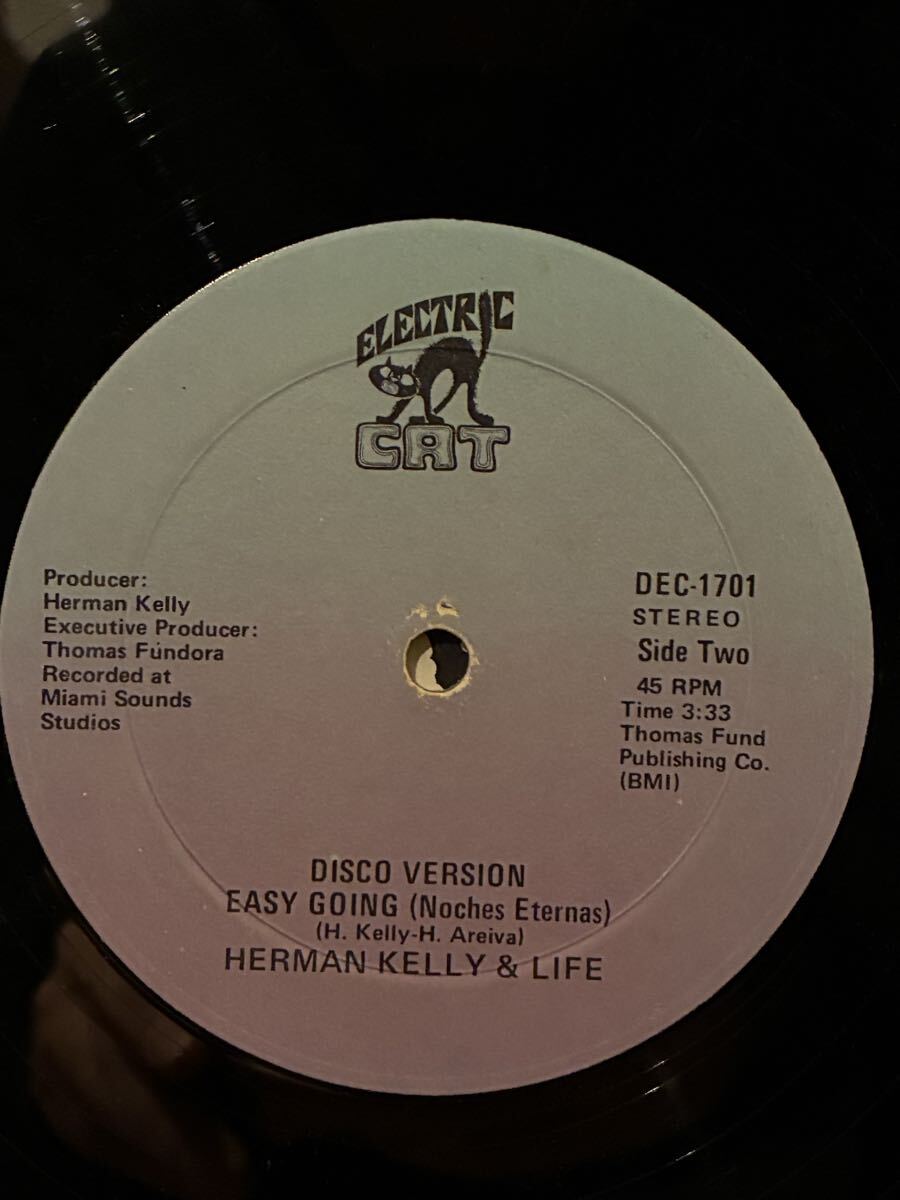 ELECTRIC
CAT
Producer:
Herman Kelly
Executive Producer:
Thomas Fúndora
Recorded at
Miami Sounds
Studios
DEC-1701
STEREO
Side Two
45 RPM
Time 3:33
Thomas Fund
Publishing Co.
(BMI)
DISCO VERSION
EASY GOING (Noches Eternas)
(H. Kelly-H. Areiva)
HERMAN KELLY & LIFE